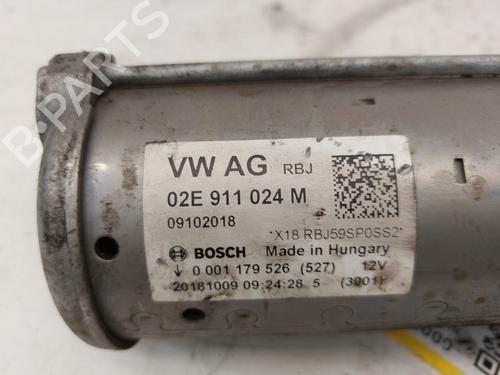 VW AG RBJ
02E 911 024 M
09102018
*X18 RBJ59SP0SS2*
BOSCH Made in Hungary
↓ 0 001 179 526 (527) 12V
20181009 09:24:28 5 (3001)